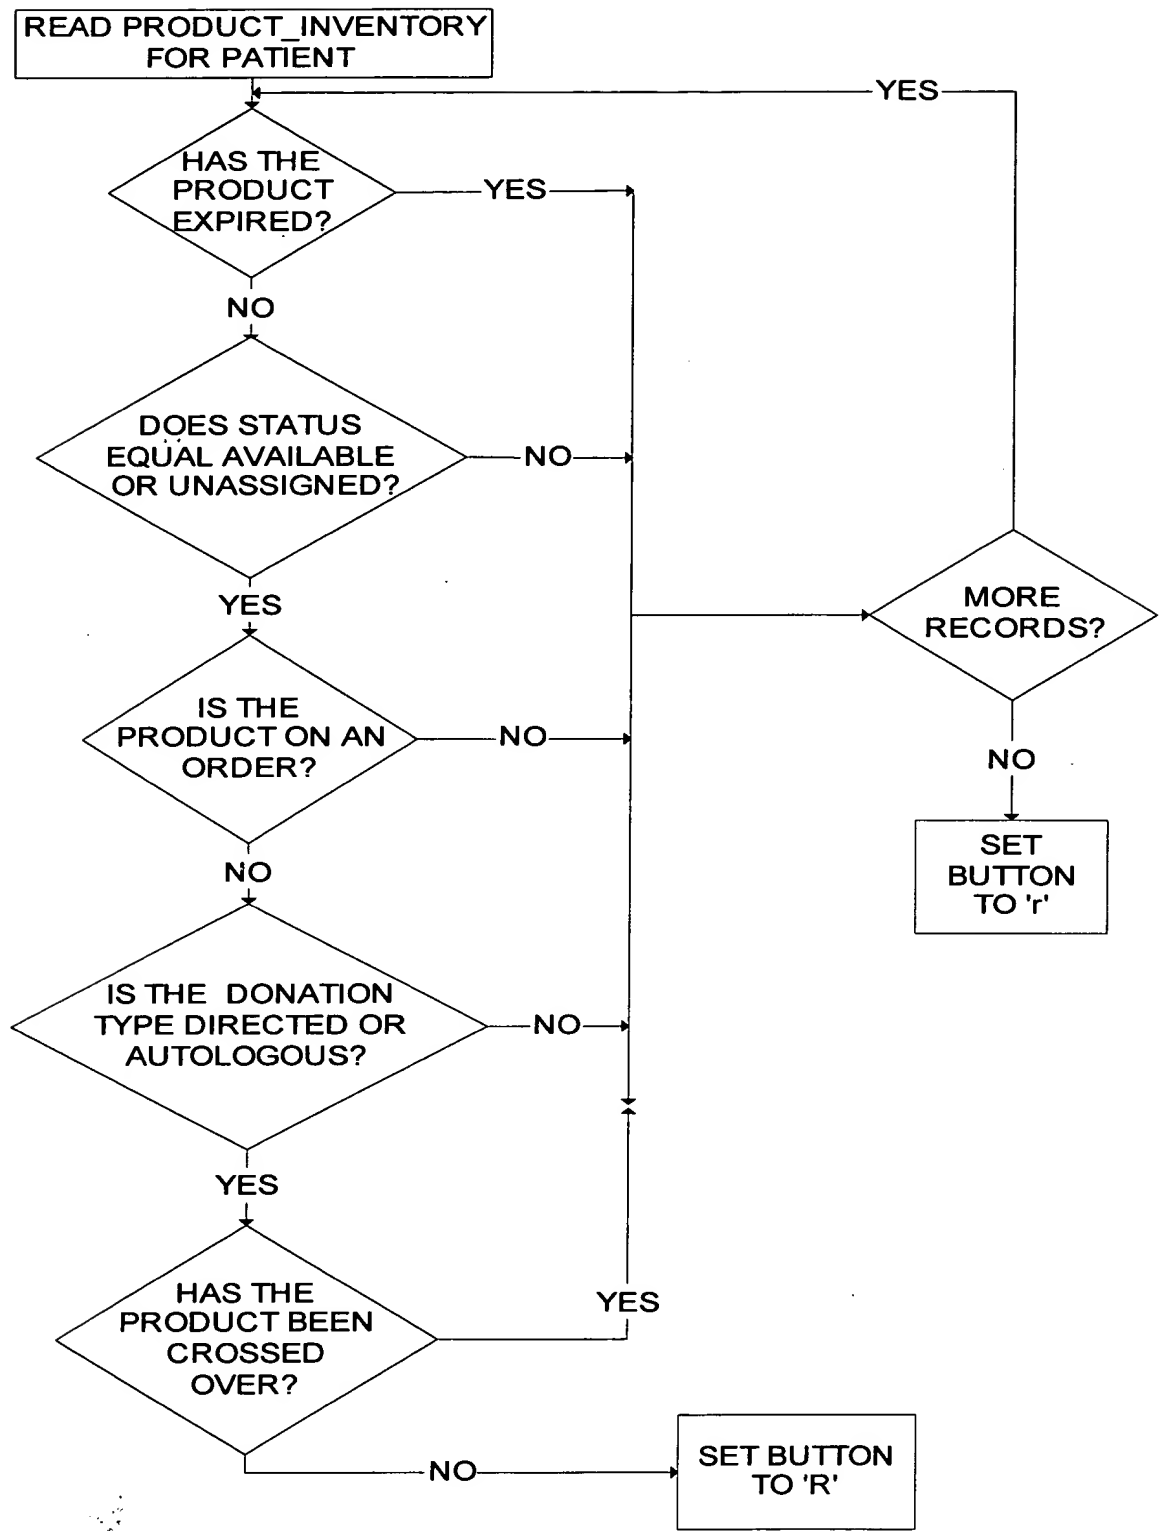 READ PRODUCT_INVENTORY
FOR PATIENT
YES
HAS THE
PRODUCT
EXPIRED?
YES
NO
DOES STATUS
EQUAL AVAILABLE
OR UNASSIGNED?
NO
YES
MORE
RECORDS?
IS THE
PRODUCT ON AN
ORDER?
NO
NO
SET
BUTTON
TO 'r'
NO
IS THE DONATION
TYPE DIRECTED OR
AUTOLOGOUS?
NO
YES
HAS THE
PRODUCT BEEN
CROSSED
OVER?
YES
NO
SET BUTTON
TO 'R'